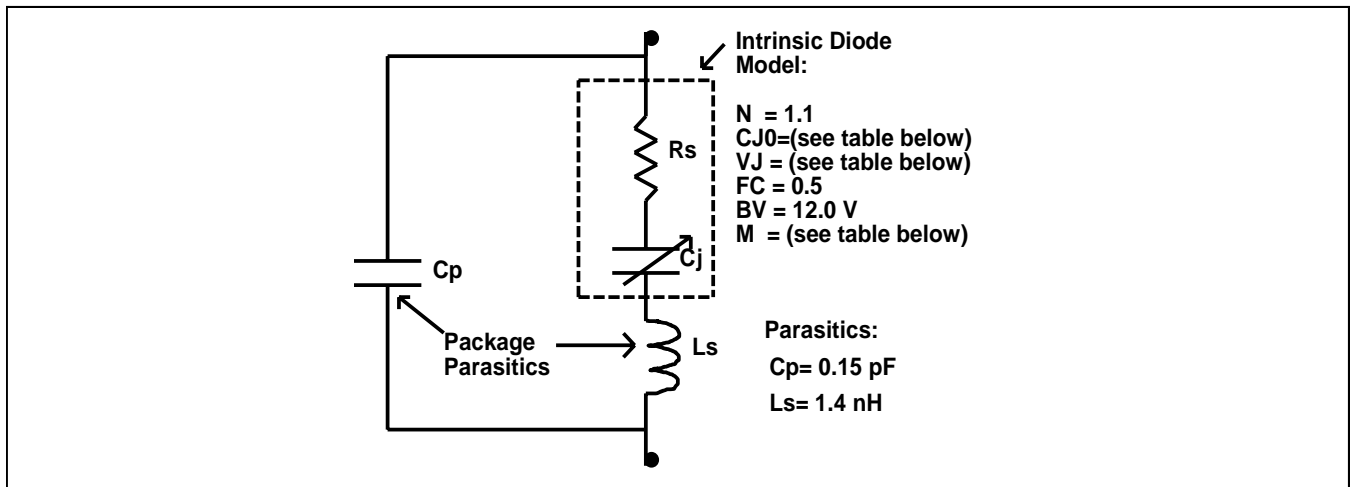 Intrinsic Diode
Model:
N = 1.1
CJ0=(see table below)
VJ = (see table below)
FC = 0.5
BV = 12.0 V
M = (see table below)
Rs
Cj
Cp
Package
Parasitics
Ls
Parasitics:
Cp= 0.15 pF
Ls= 1.4 nH